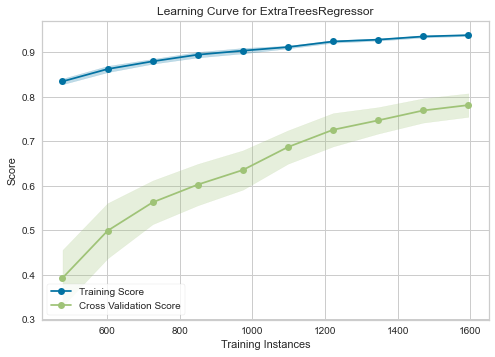 Learning Curve for ExtraTreesRegressor
0.9
0.8
0.7
0.6
0.5
0.4
0.3
Score
Training Score
Cross Validation Score
600 800 1000 1200 1400 1600
Training Instances